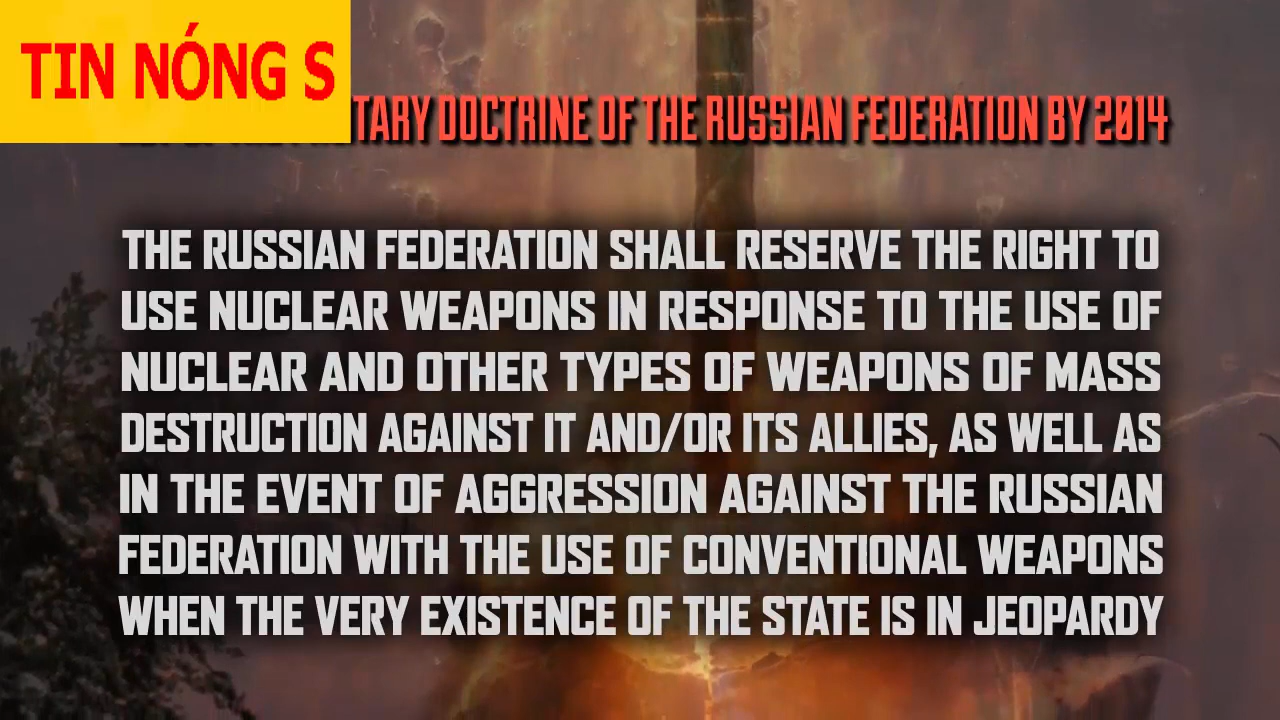 TIN NÓNG S
TARY DOCTRINE OF THE RUSSIAN FEDERATION BY 2014
THE RUSSIAN FEDERATION SHALL RESERVE THE RIGHT TO
USE NUCLEAR WEAPONS IN RESPONSE TO THE USE OF
NUCLEAR AND OTHER TYPES OF WEAPONS OF MASS
DESTRUCTION AGAINST IT AND/OR ITS ALLIES, AS WELL AS
IN THE EVENT OF AGGRESSION AGAINST THE RUSSIAN
FEDERATION WITH THE USE OF CONVENTIONAL WEAPONS
WHEN THE VERY EXISTENCE OF THE STATE IS IN JEOPARDY